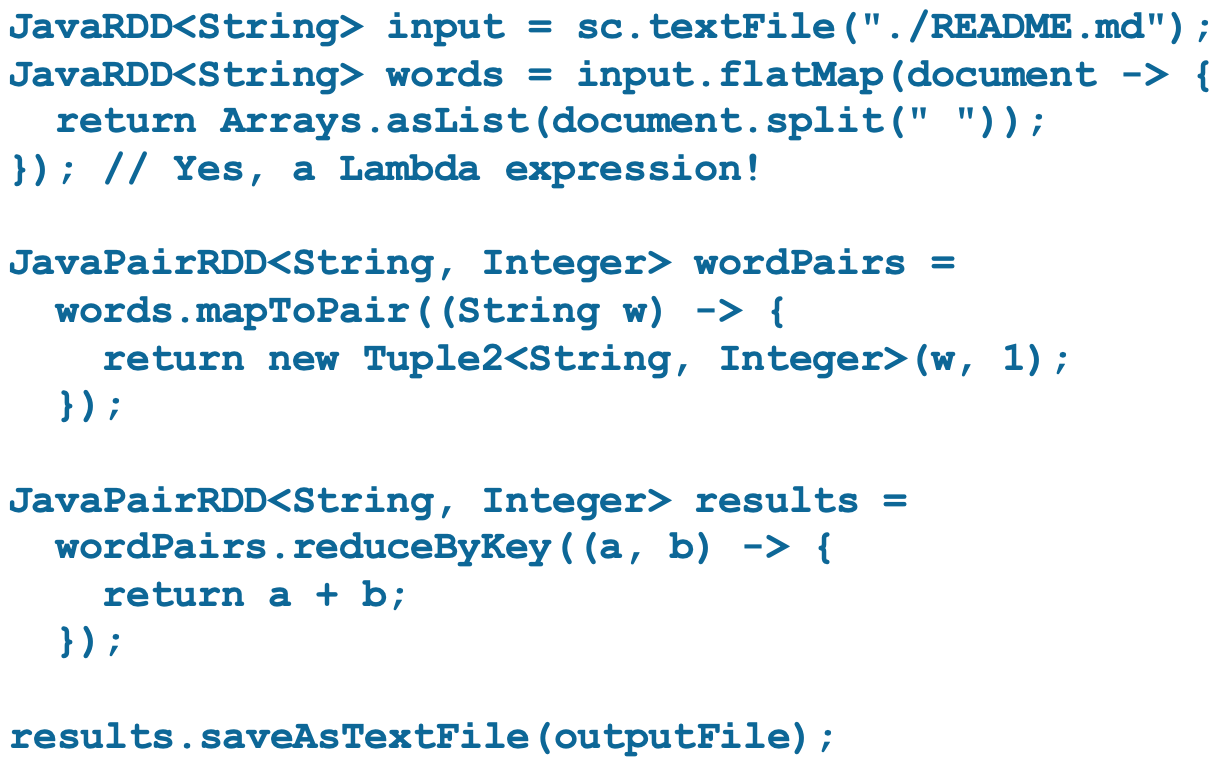 JavaRDD<String> input = sc.textFile("./README.md");
JavaRDD<String> words = input.flatMap(document -> {
  return Arrays.asList(document.split(" "));
}); // Yes, a Lambda expression!

JavaPairRDD<String, Integer> wordPairs =
  words.mapToPair((String w) -> {
    return new Tuple2<String, Integer>(w, 1);
  });

JavaPairRDD<String, Integer> results =
  wordPairs.reduceByKey((a, b) -> {
    return a + b;
  });

results.saveAsTextFile(outputFile);